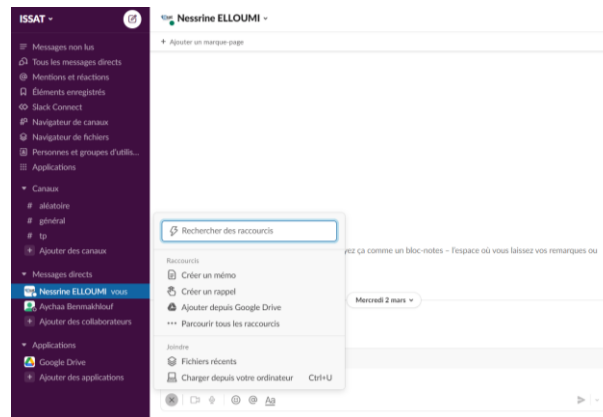 ISSAT
Messages non lus
Tous les messages directs
Mentions et réactions
Éléments enregistrés
Slack Connect
Navigateur de canaux
Navigateur de fichiers
Personnes et groupes d'utilis...
Applications
Canaux
# aléatoire
# général
# tp
+ Ajouter des canaux
Messages directs
Nessrine ELLOUMI vous
Aychaa Benmakhlouf
+ Ajouter des collaborateurs
Applications
Google Drive
+ Ajouter des applications
Nessrine ELLOUMI
+ Ajouter un marque-page
yez ça comme un bloc-notes – l'espace où vous laissez vos remarques ou
Mercredi 2 mars
Rechercher des raccourcis
Raccourcis
Créer un mémo
Créer un rappel
Ajouter depuis Google Drive
Parcourir tous les raccourcis
Joindre
Fichiers récents
Charger depuis votre ordinateur Ctrl+U
@ Aa